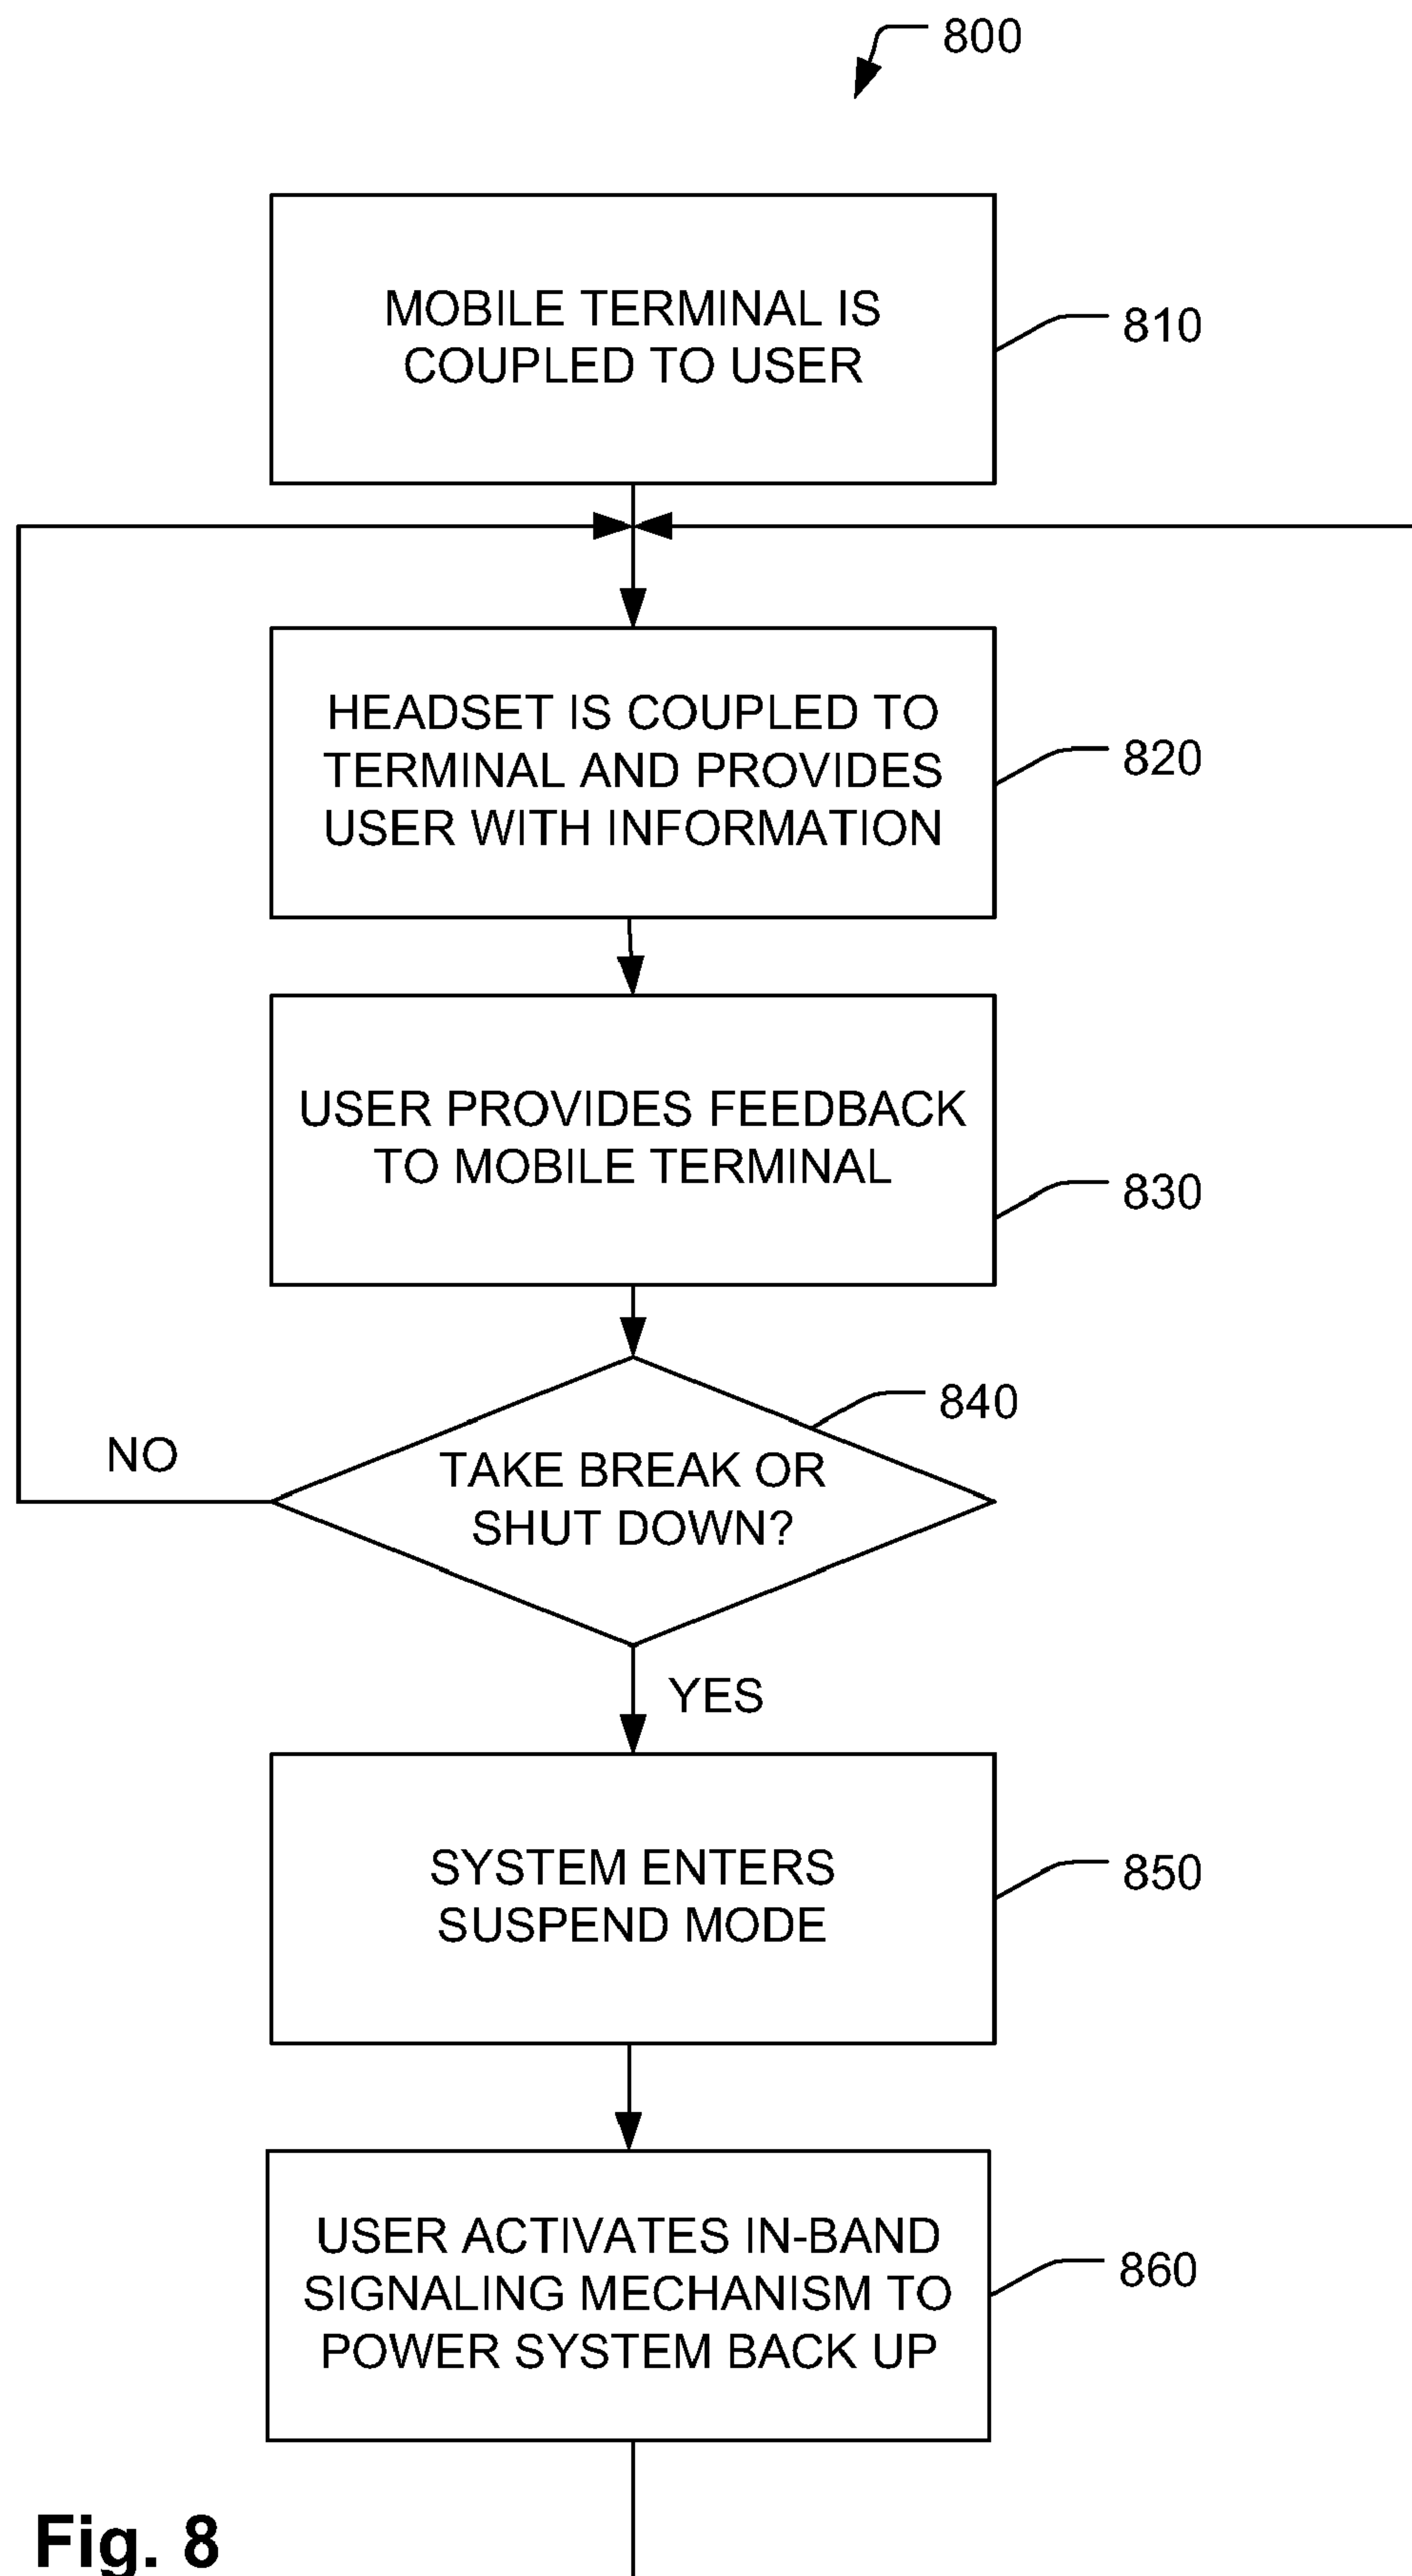 800
MOBILE TERMINAL IS
COUPLED TO USER
810
HEADSET IS COUPLED TO
TERMINAL AND PROVIDES
USER WITH INFORMATION
820
USER PROVIDES FEEDBACK
TO MOBILE TERMINAL
830
840
NO
TAKE BREAK OR
SHUT DOWN?
YES
SYSTEM ENTERS
SUSPEND MODE
850
USER ACTIVATES IN-BAND
SIGNALING MECHANISM TO
POWER SYSTEM BACK UP
860
Fig. 8